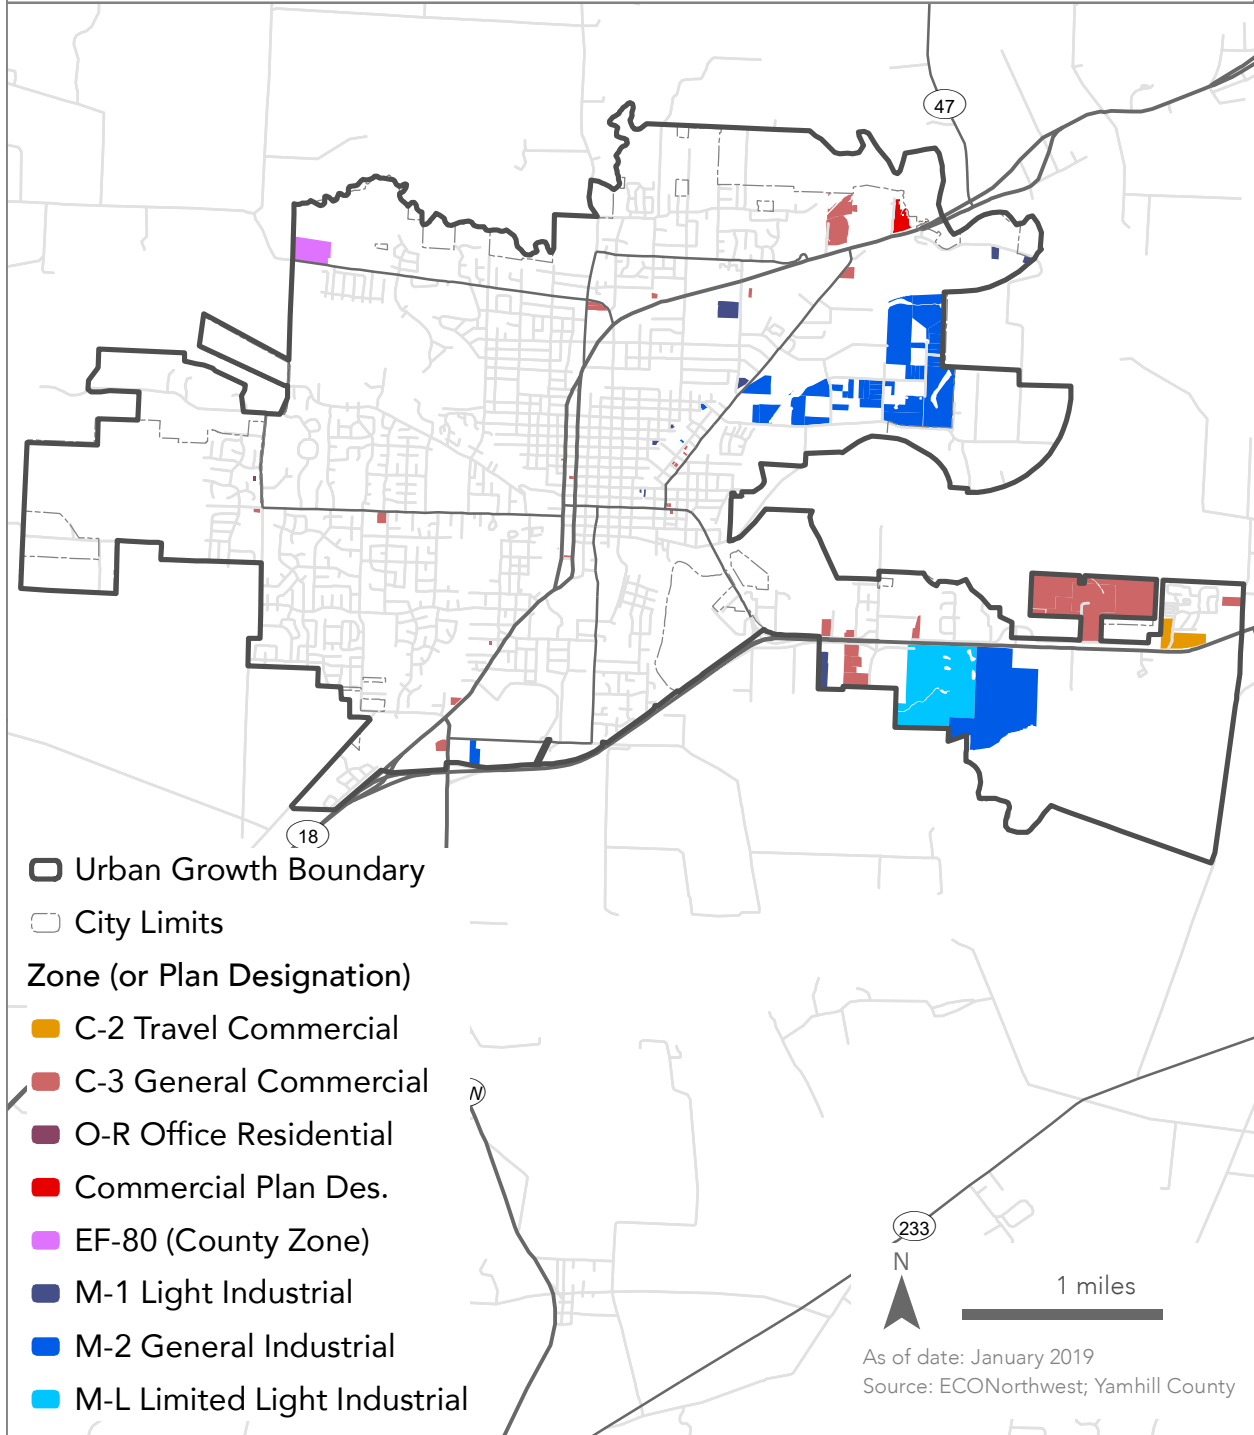 47
18
Urban Growth Boundary
City Limits
Zone (or Plan Designation)
C-2 Travel Commercial
C-3 General Commercial
O-R Office Residential
Commercial Plan Des.
EF-80 (County Zone)
M-1 Light Industrial
M-2 General Industrial
M-L Limited Light Industrial
W
233
N
1 miles
As of date: January 2019
Source: ECONorthwest; Yamhill County